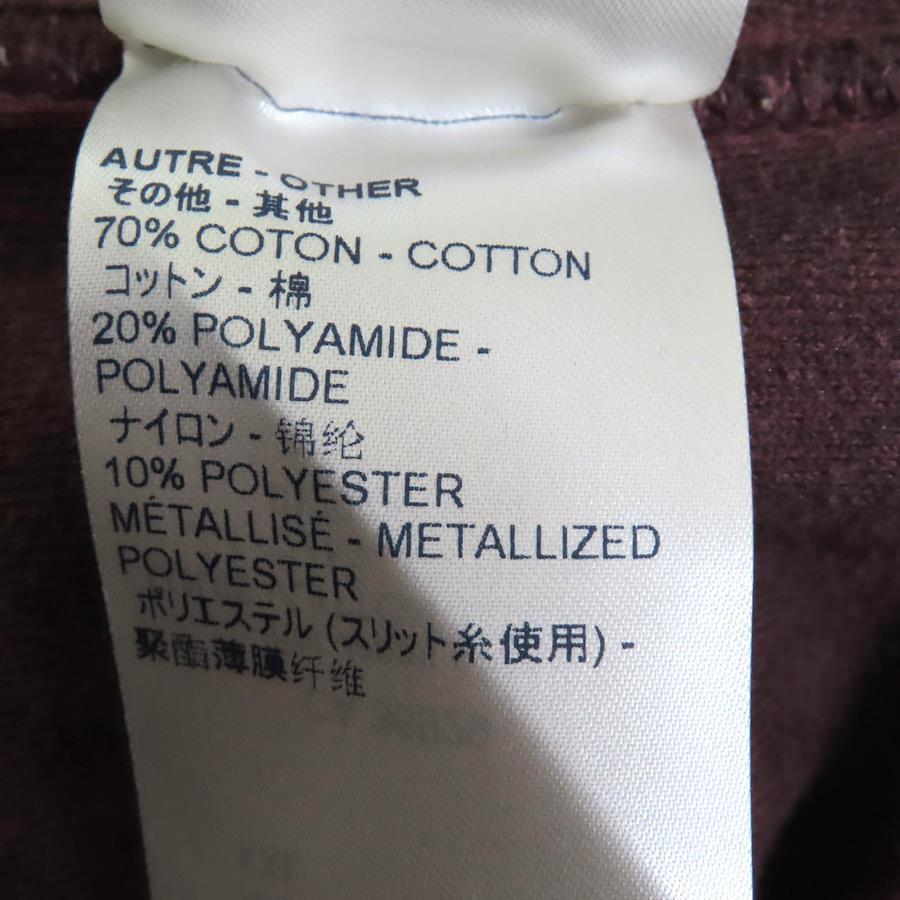 AUTRE - OTHER
その他 - 其他
70% COTON - COTTON
コットン - 棉
20% POLYAMIDE -
POLYAMIDE
ナイロン - 锦纶
10% POLYESTER
MÉTALLISÉ - METALLIZED
POLYESTER
ポリエステル (スリット糸使用) -
聚酯薄膜纤维